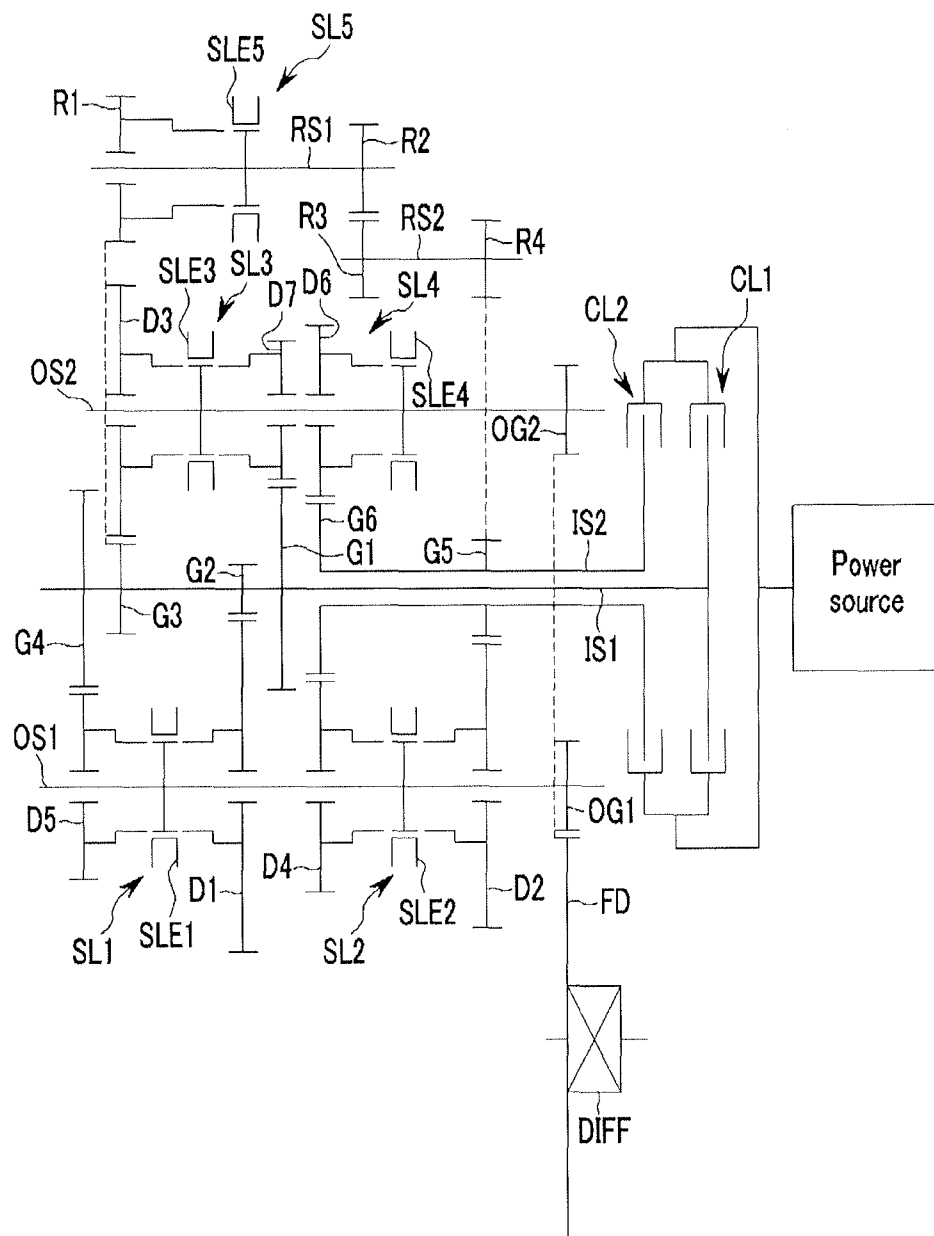 SL5
SLE5
R1
RS1
R2
R3
RS2
R4
SLE3
SL3
D7
D6
SL4
CL1
CL2
D3
OS2
SLE4
OG2
G6
IS2
G5
G1
G2
Power
source
G3
G4
IS1
OS1
D5
OG1
D1
D4
D2
SLE2
FD
SL1
SLE1
SL2
DIFF